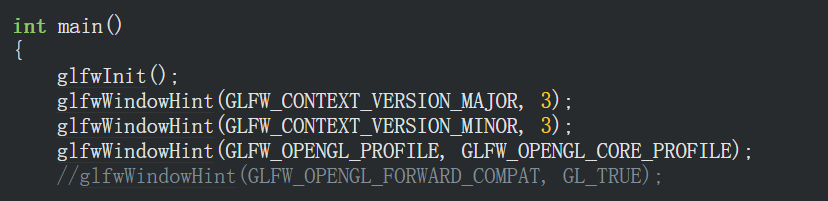 int main()
{
glfwInit();
glfwWindowHint(GLFW_CONTEXT_VERSION_MAJOR, 3);
glfwWindowHint(GLFW_CONTEXT_VERSION_MINOR, 3);
glfwWindowHint(GLFW_OPENGL_PROFILE, GLFW_OPENGL_CORE_PROFILE);
//glfwWindowHint(GLFW_OPENGL_FORWARD_COMPAT, GL_TRUE);